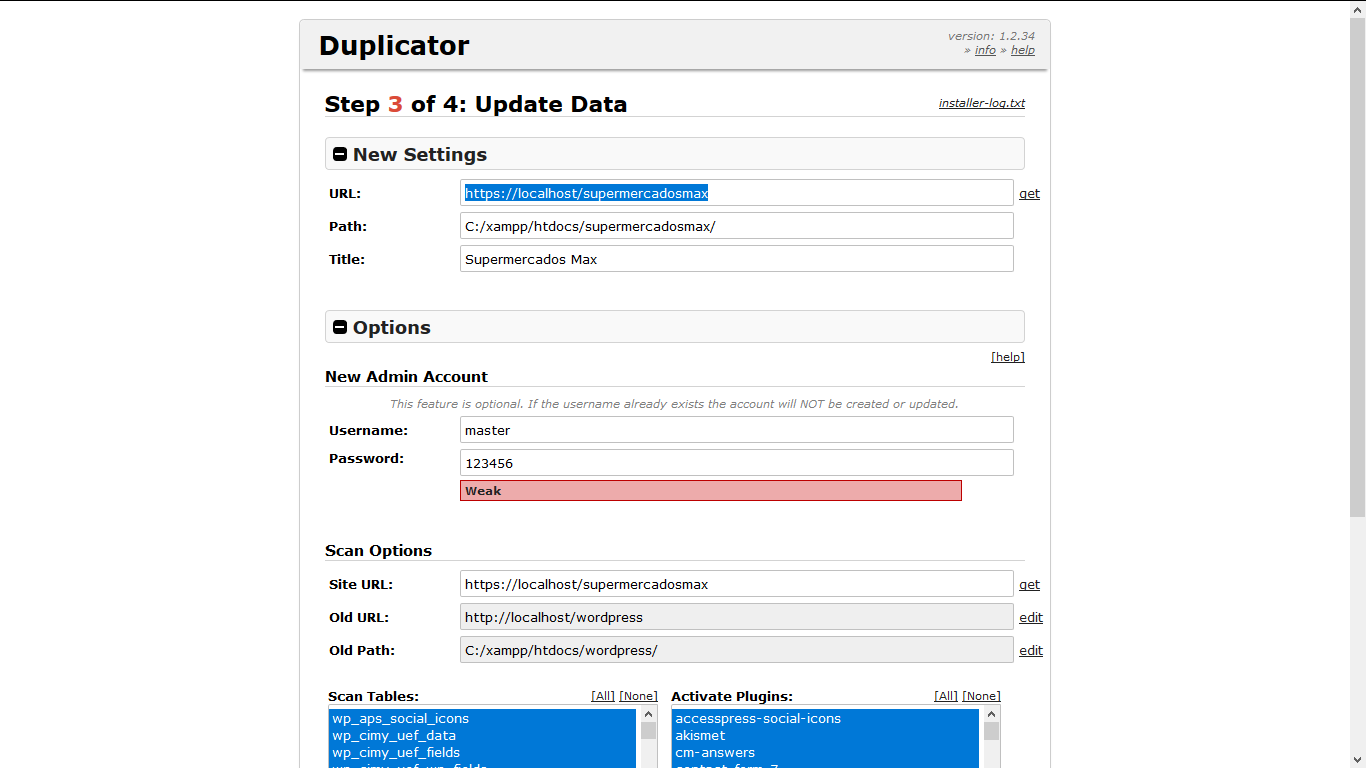 Duplicator
version: 1.2.34
» info » help
Step 3 of 4: Update Data
installer-log.txt
New Settings
URL: https://localhost/supermercadosmax get
Path: C:/xampp/htdocs/supermercadosmax/
Title: Supermercados Max
Options
[help]
New Admin Account
This feature is optional. If the username already exists the account will NOT be created or updated.
Username: master
Password: 123456
Weak
Scan Options
Site URL: https://localhost/supermercadosmax get
Old URL: http://localhost/wordpress edit
Old Path: C:/xampp/htdocs/wordpress/ edit
Scan Tables: [All] [None]
wp_aps_social_icons
wp_cimy_uef_data
wp_cimy_uef_fields
Activate Plugins: [All] [None]
accesspress-social-icons
akismet
cm-answers